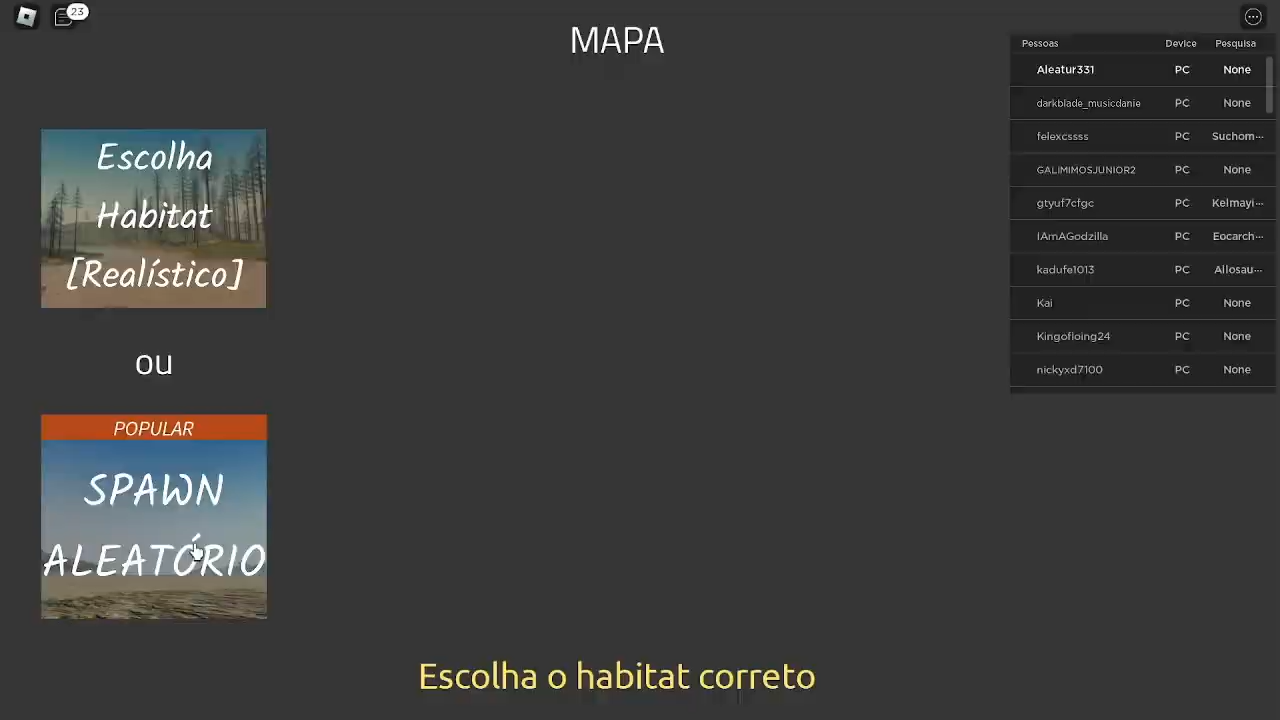 23
MAPA
Pessoas Device Pesquisa
Aleatur331 PC None
darkblade_musicdanie PC None
felexcssss PC Suchom...
GALIMIMOSJUNIOR2 PC None
gtyuf7cfgc PC Kelmayi...
IAmAGodzilla PC Eocarch...
kadufe1013 PC Allosau...
Kai PC None
Kingofloing24 PC None
nickyxd7100 PC None
Escolha
Habitat
[Realístico]
ou
POPULAR
SPAWN
ALEATÓRIO
Escolha o habitat correto